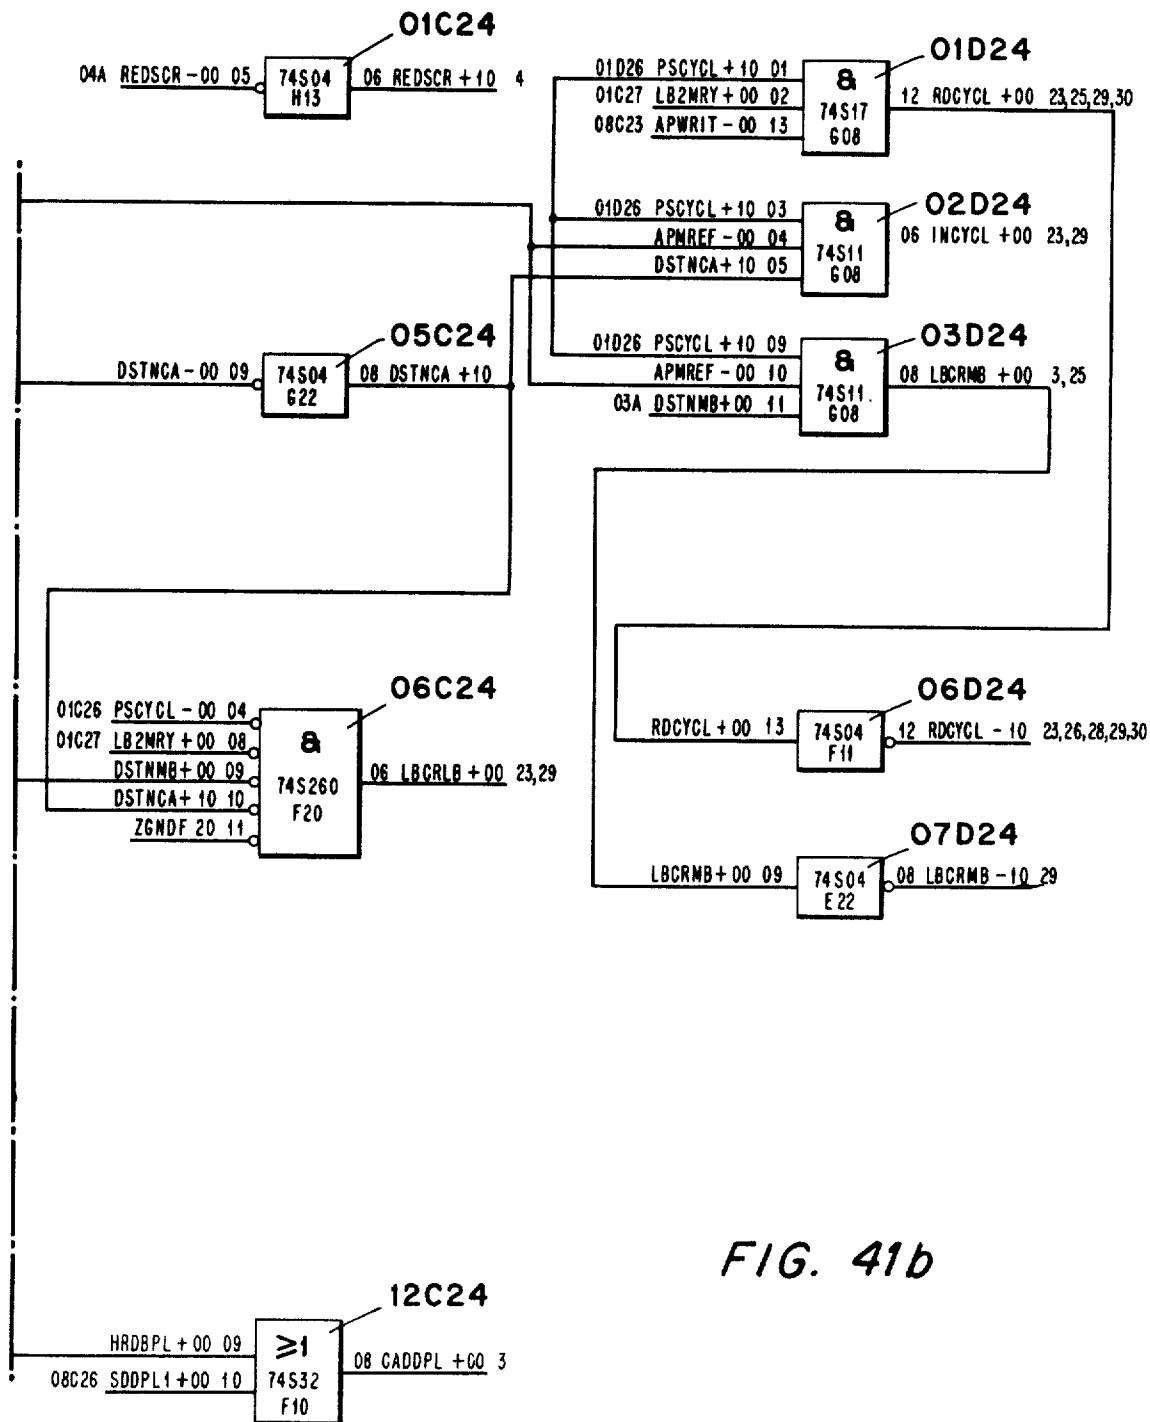 01C24
04A REDSCR-00 05
74S04
H13
06 REDSCR+10 4
01D24
01D26 PSCYCL+10 01
01C27 LB2MRY+00 02
08C23 APWRIT-00 13
&
74S17
G08
12 RDCYCL +00 23,25,29,30
02D24
01D26 PSCYCL+10 03
APMREF-00 04
DSTNCA+10 05
&
74S11
G08
06 INCYCL +00 23,29
05C24
DSTNCA-00 09
74S04
G22
08 DSTNCA +10
03D24
01D26 PSCYCL+10 09
APMREF-00 10
03A DSTNMB+00 11
&
74S11.
G08
08 LBCRMB +00 3,25
06C24
01C26 PSCYCL-00 04
01C27 LB2MRY+00 08
DSTNMB+00 09
DSTNCA+10 10
ZGNDF 20 11
&
74S260
F20
06 LBCRLB +00 23,29
06D24
RDCYCL+00 13
74S04
F11
12 RDCYCL -10 23,26,28,29,30
07D24
LBCRMB+00 09
74S04
E22
08 LBCRMB-10 29
FIG. 41b
12C24
HRDBPL+00 09
08C26 SDDPL1+00 10
≥1
74S32
F10
08 CADDPL +00 3